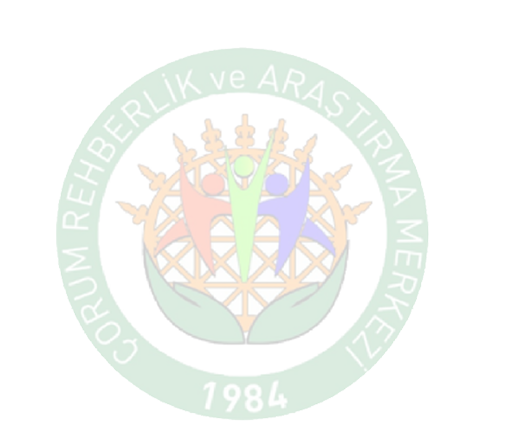 ÇORUM REHBERLİK ve ARAŞTIRMA MERKEZİ
1984